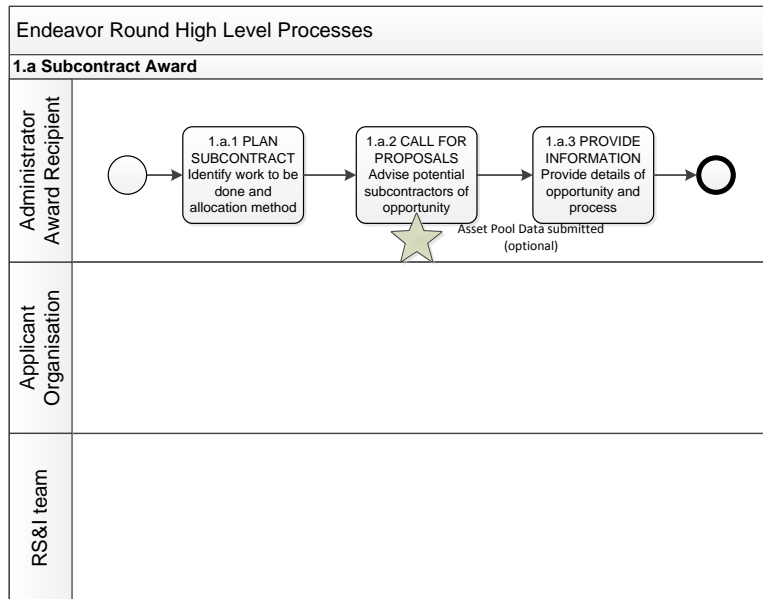 Endeavor Round High Level Processes
1.a Subcontract Award
Administrator
Award Recipient
1.a.1 PLAN
SUBCONTRACT
Identify work to be
done and
allocation method
1.a.2 CALL FOR
PROPOSALS
Advise potential
subcontractors of
opportunity
1.a.3 PROVIDE
INFORMATION
Provide details of
opportunity and
process
Asset Pool Data submitted
(optional)
Applicant
Organisation
RS&I team